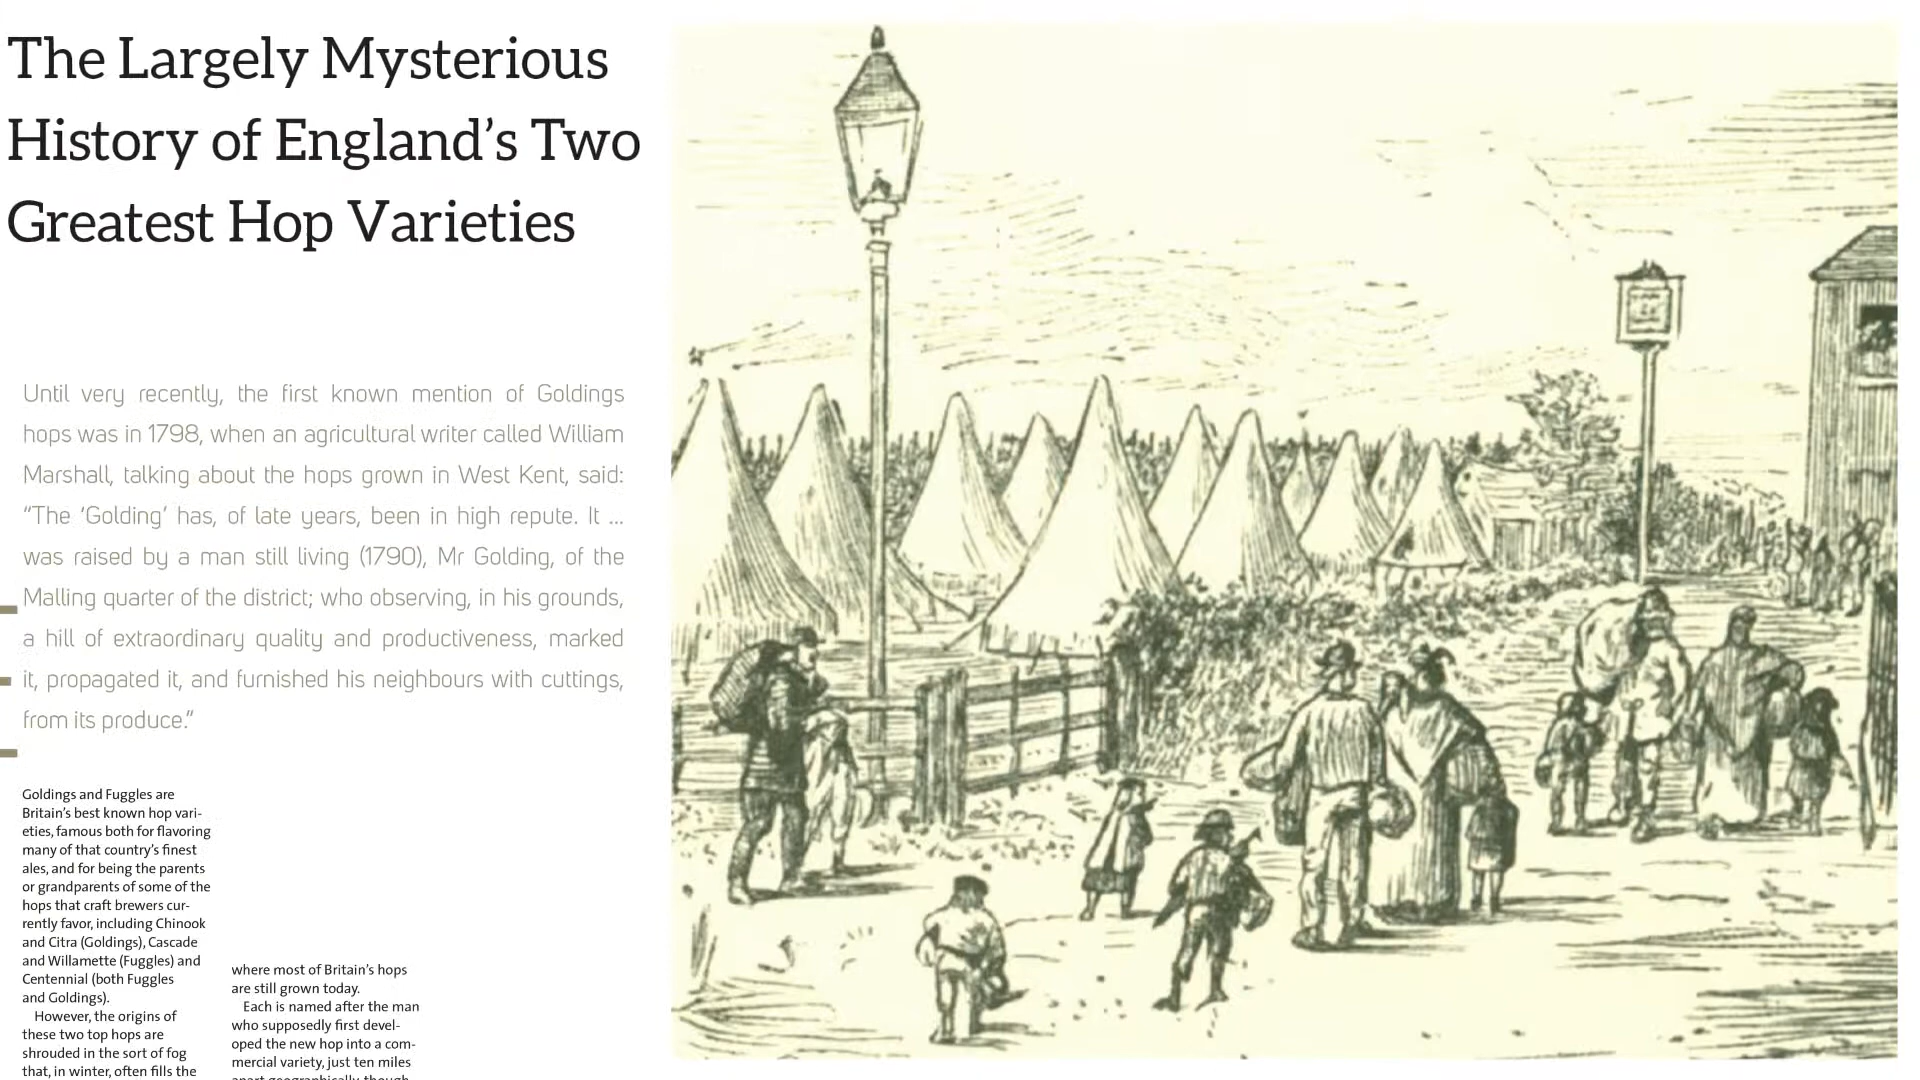 The Largely Mysterious
History of England’s Two
Greatest Hop Varieties
Until very recently, the first known mention of Goldings
hops was in 1798, when an agricultural writer called William
Marshall, talking about the hops grown in West Kent, said:
“The ‘Golding’ has, of late years, been in high repute. It ...
was raised by a man still living (1790), Mr Golding, of the
Malling quarter of the district; who observing, in his grounds,
a hill of extraordinary quality and productiveness, marked
it, propagated it, and furnished his neighbours with cuttings,
from its produce.”
Goldings and Fuggles are
Britain’s best known hop vari-
eties, famous both for flavoring
many of that country’s finest
ales, and for being the parents
or grandparents of some of the
hops that craft brewers cur-
rently favor, including Chinook
and Citra (Goldings), Cascade
and Willamette (Fuggles) and
Centennial (both Fuggles
and Goldings).
However, the origins of
these two top hops are
shrouded in the sort of fog
that, in winter, often fills the
where most of Britain’s hops
are still grown today.
Each is named after the man
who supposedly first devel-
oped the new hop into a com-
mercial variety, just ten miles
apart geographically, though